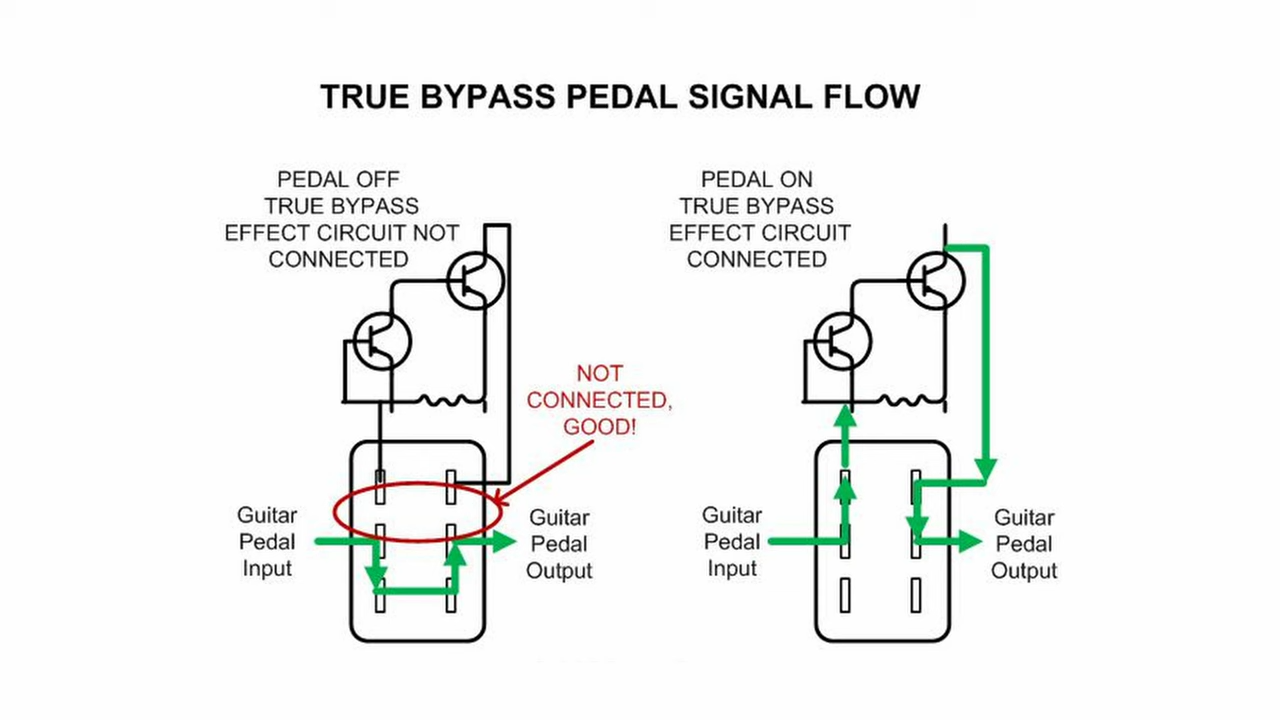 TRUE BYPASS PEDAL SIGNAL FLOW
PEDAL OFF
TRUE BYPASS
EFFECT CIRCUIT NOT
CONNECTED
PEDAL ON
TRUE BYPASS
EFFECT CIRCUIT
CONNECTED
NOT
CONNECTED,
GOOD!
Guitar
Pedal
Input
Guitar
Pedal
Output
Guitar
Pedal
Input
Guitar
Pedal
Output